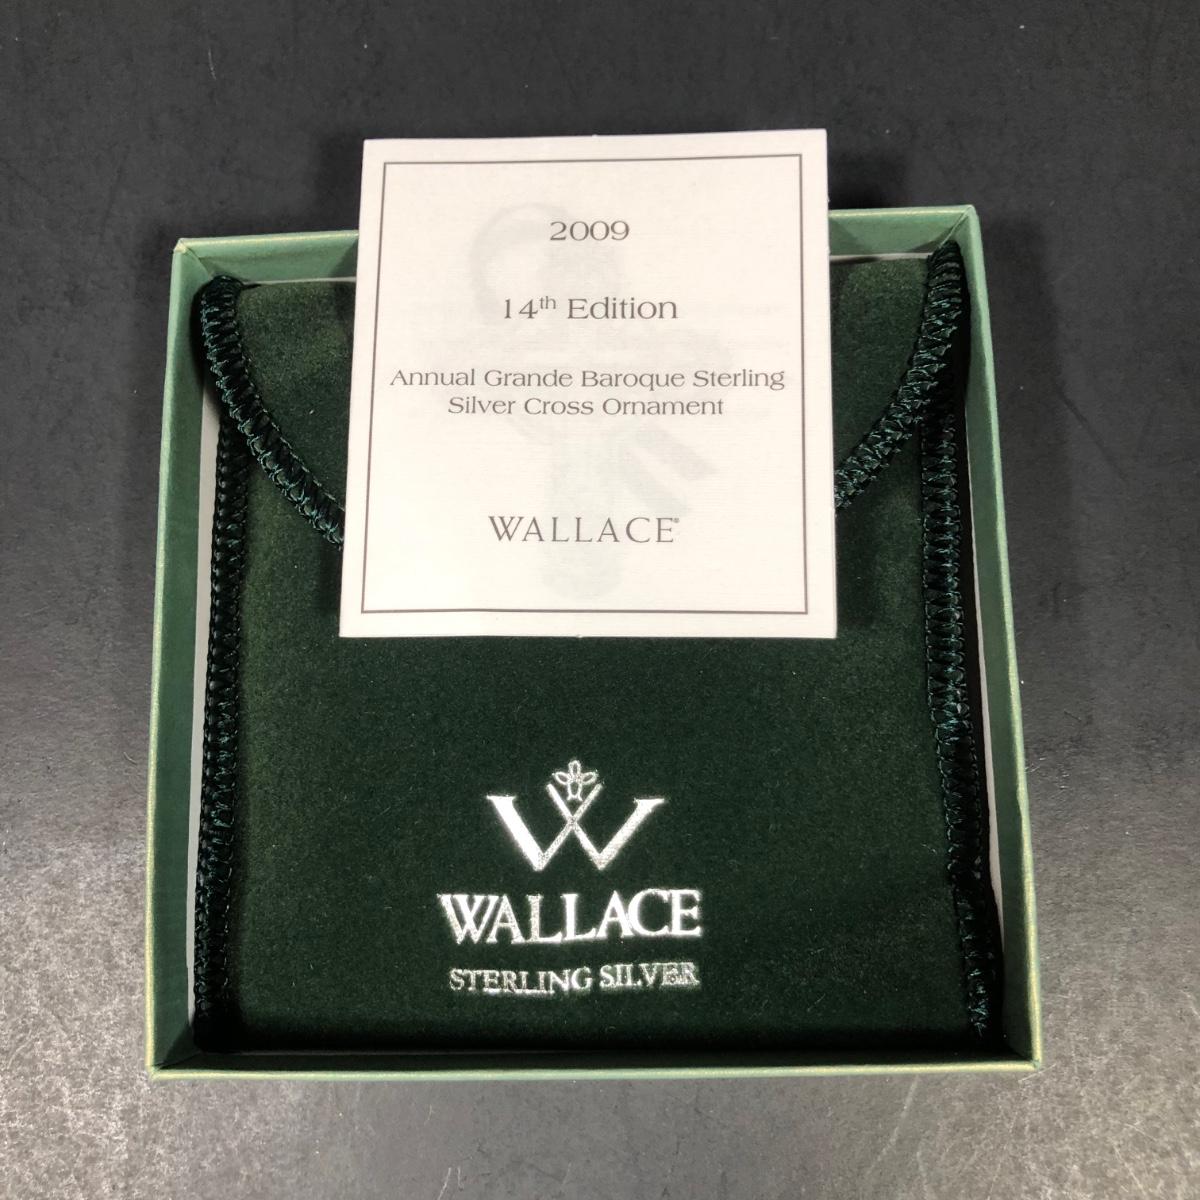 2009
14th Edition
Annual Grande Baroque Sterling
Silver Cross Ornament
WALLACE®
W
WALLACE
STERLING SILVER